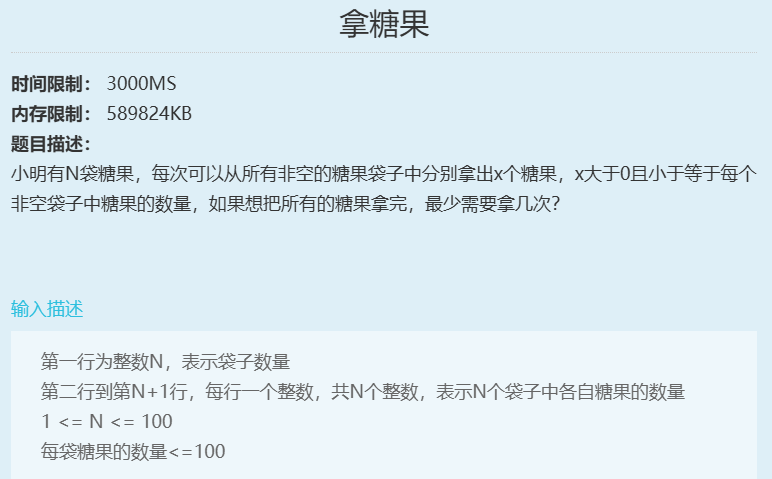 拿糖果
时间限制： 3000MS
内存限制： 589824KB
题目描述：
小明有N袋糖果，每次可以从所有非空的糖果袋子中分别拿出x个糖果，x大于0且小于等于每个
非空袋子中糖果的数量，如果想把所有的糖果拿完，最少需要拿几次？
输入描述
第一行为整数N，表示袋子数量
第二行到第N+1行，每行一个整数，共N个整数，表示N个袋子中各自糖果的数量
1 <= N <= 100
每袋糖果的数量<=100